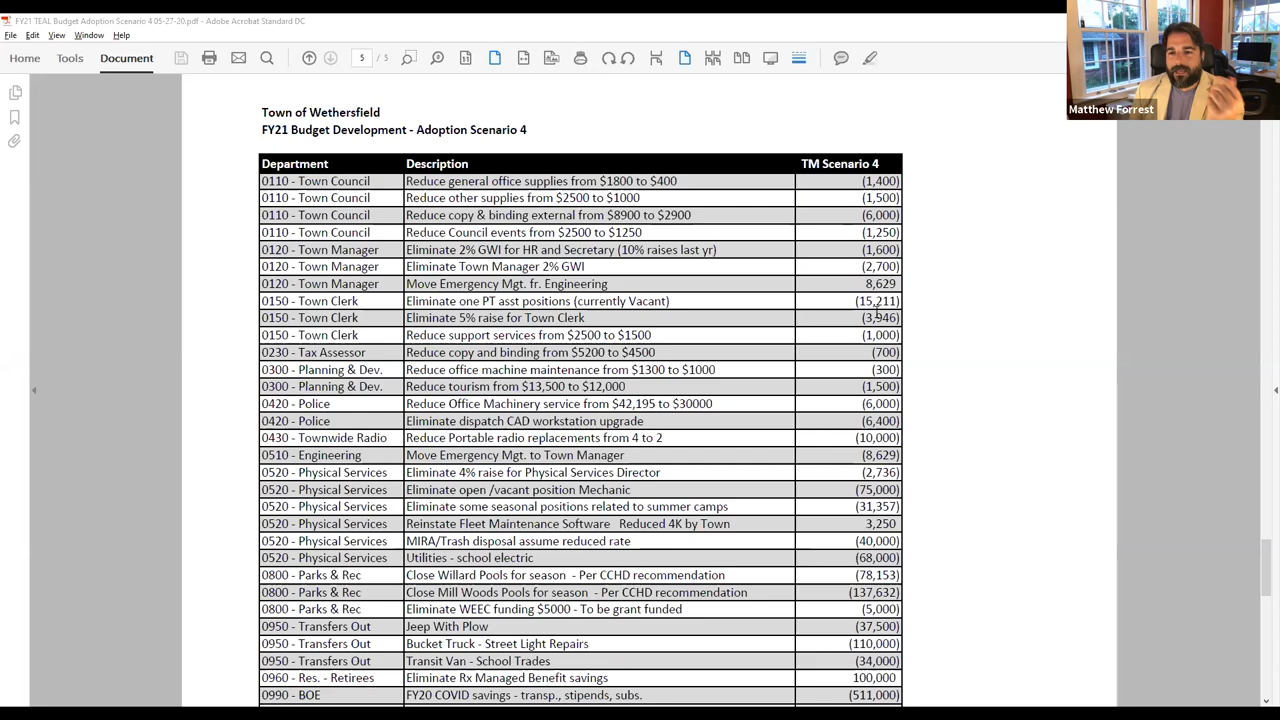 FY21 TEAL Budget Adoption Scenario 4 05-27-20.pdf - Adobe Acrobat Standard DC
File Edit View Window Help
Home Tools Document 5 / 5
Matthew Forrest
Town of Wethersfield
FY21 Budget Development - Adoption Scenario 4
Department Description TM Scenario 4
0110 - Town Council Reduce general office supplies from $1800 to $400 (1,400)
0110 - Town Council Reduce other supplies from $2500 to $1000 (1,500)
0110 - Town Council Reduce copy & binding external from $8900 to $2900 (6,000)
0110 - Town Council Reduce Council events from $2500 to $1250 (1,250)
0120 - Town Manager Eliminate 2% GWI for HR and Secretary (10% raises last yr) (1,600)
0120 - Town Manager Eliminate Town Manager 2% GWI (2,700)
0120 - Town Manager Move Emergency Mgt. fr. Engineering 8,629
0150 - Town Clerk Eliminate one PT asst positions (currently Vacant) (15,211)
0150 - Town Clerk Eliminate 5% raise for Town Clerk (3,946)
0150 - Town Clerk Reduce support services from $2500 to $1500 (1,000)
0230 - Tax Assessor Reduce copy and binding from $5200 to $4500 (700)
0300 - Planning & Dev. Reduce office machine maintenance from $1300 to $1000 (300)
0300 - Planning & Dev. Reduce tourism from $13,500 to $12,000 (1,500)
0420 - Police Reduce Office Machinery service from $42,195 to $30000 (6,000)
0420 - Police Eliminate dispatch CAD workstation upgrade (6,400)
0430 - Townwide Radio Reduce Portable radio replacements from 4 to 2 (10,000)
0510 - Engineering Move Emergency Mgt. to Town Manager (8,629)
0520 - Physical Services Eliminate 4% raise for Physical Services Director (2,736)
0520 - Physical Services Eliminate open /vacant position Mechanic (75,000)
0520 - Physical Services Eliminate some seasonal positions related to summer camps (31,357)
0520 - Physical Services Reinstate Fleet Maintenance Software Reduced 4K by Town 3,250
0520 - Physical Services MIRA/Trash disposal assume reduced rate (40,000)
0520 - Physical Services Utilities - school electric (68,000)
0800 - Parks & Rec Close Willard Pools for season - Per CCHD recommendation (78,153)
0800 - Parks & Rec Close Mill Woods Pools for season - Per CCHD recommendation (137,632)
0800 - Parks & Rec Eliminate WEEC funding $5000 - To be grant funded (5,000)
0950 - Transfers Out Jeep With Plow (37,500)
0950 - Transfers Out Bucket Truck - Street Light Repairs (110,000)
0950 - Transfers Out Transit Van - School Trades (34,000)
0960 - Res. - Retirees Eliminate Rx Managed Benefit savings 100,000
0990 - BOE FY20 COVID savings - transp., stipends, subs. (511,000)